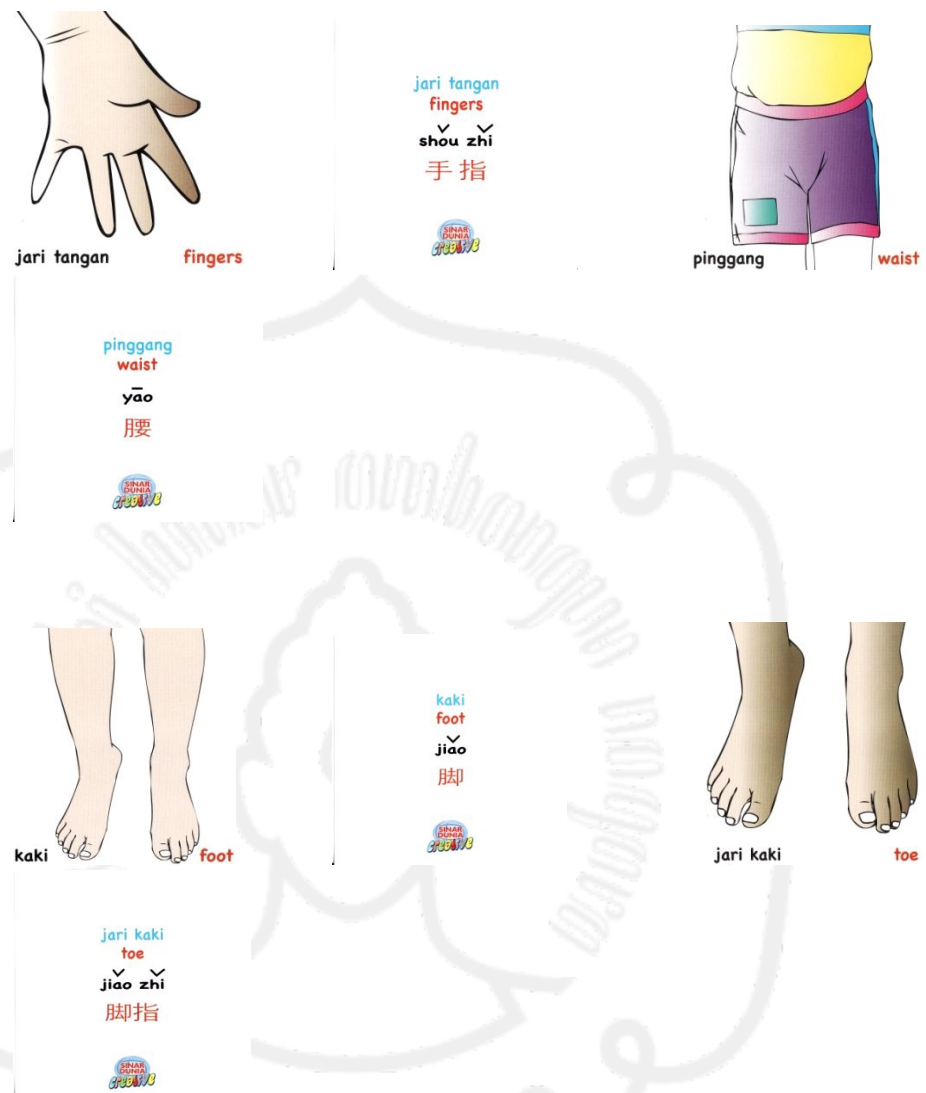 jari tangan fingers
jari tangan
fingers
shǒu zhǐ
手指
SINAR
DUNIA
creative
pinggang waist
pinggang
waist
yāo
腰
SINAR
DUNIA
creative
kaki foot
kaki
foot
jiǎo
脚
SINAR
DUNIA
creative
jari kaki toe
jari kaki
toe
jiǎo zhǐ
脚指
SINAR
DUNIA
creative